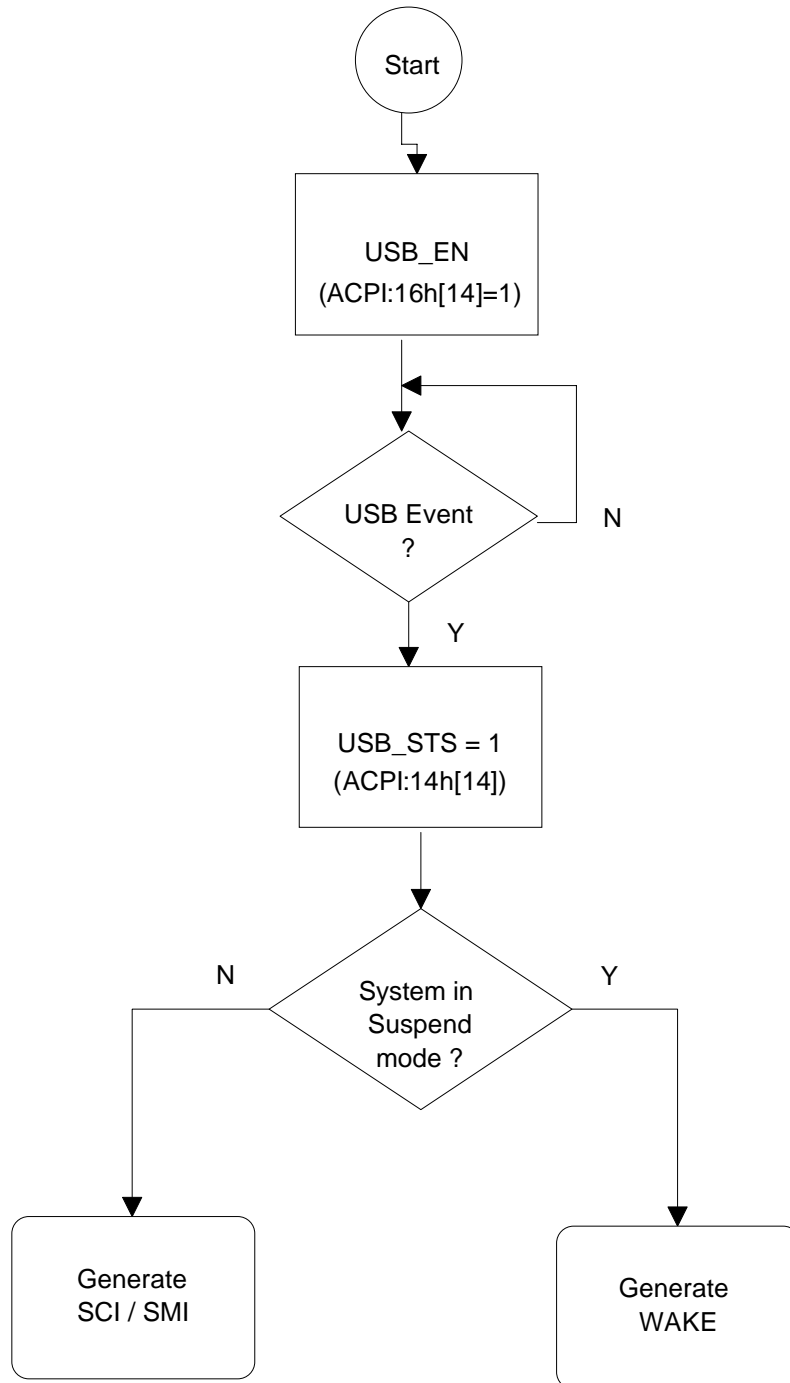 Start
USB_EN
(ACPI:16h[14]=1)
USB Event
?
N
Y
USB_STS = 1
(ACPI:14h[14])
N
Y
System in
Suspend
mode ?
Generate
SCI / SMI
Generate
WAKE